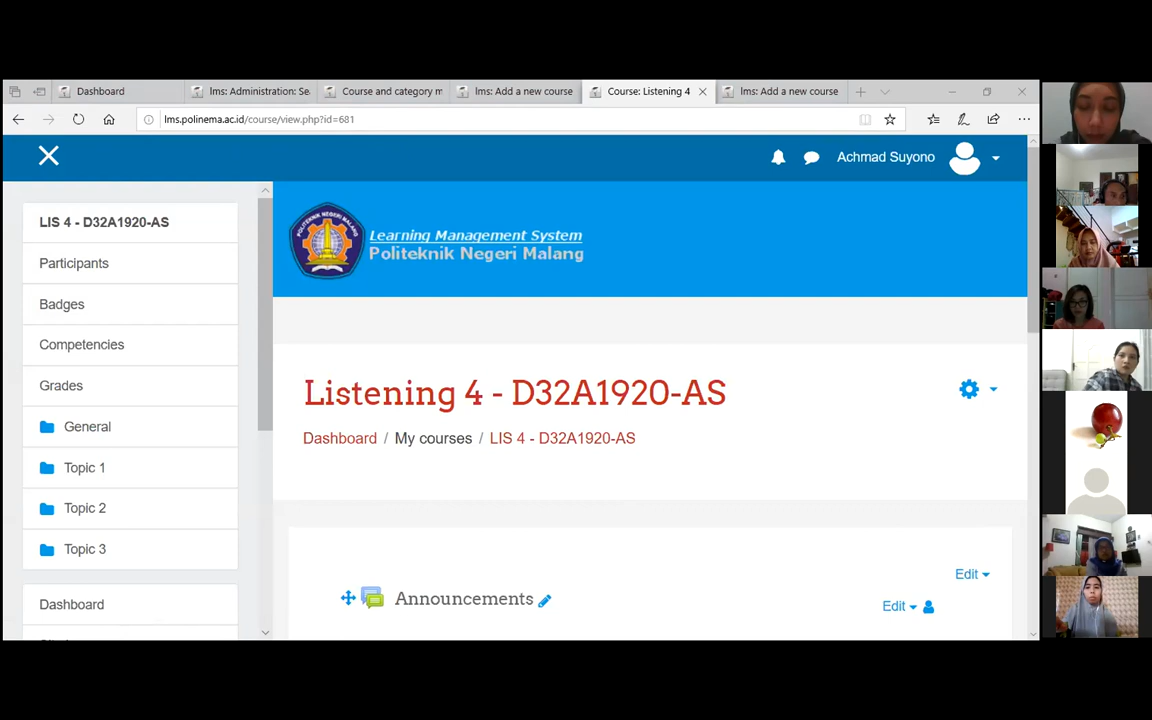 Dashboard
lms: Administration: Se
Course and category m
lms: Add a new course
Course: Listening 4
lms: Add a new course
lms.polinema.ac.id/course/view.php?id=681
Achmad Suyono
LIS 4 - D32A1920-AS
Participants
Badges
Competencies
Grades
General
Topic 1
Topic 2
Topic 3
Dashboard
POLITEKNIK NEGERI MALANG
Learning Management System
Politeknik Negeri Malang
Listening 4 - D32A1920-AS
Dashboard / My courses / LIS 4 - D32A1920-AS
Edit
Announcements
Edit